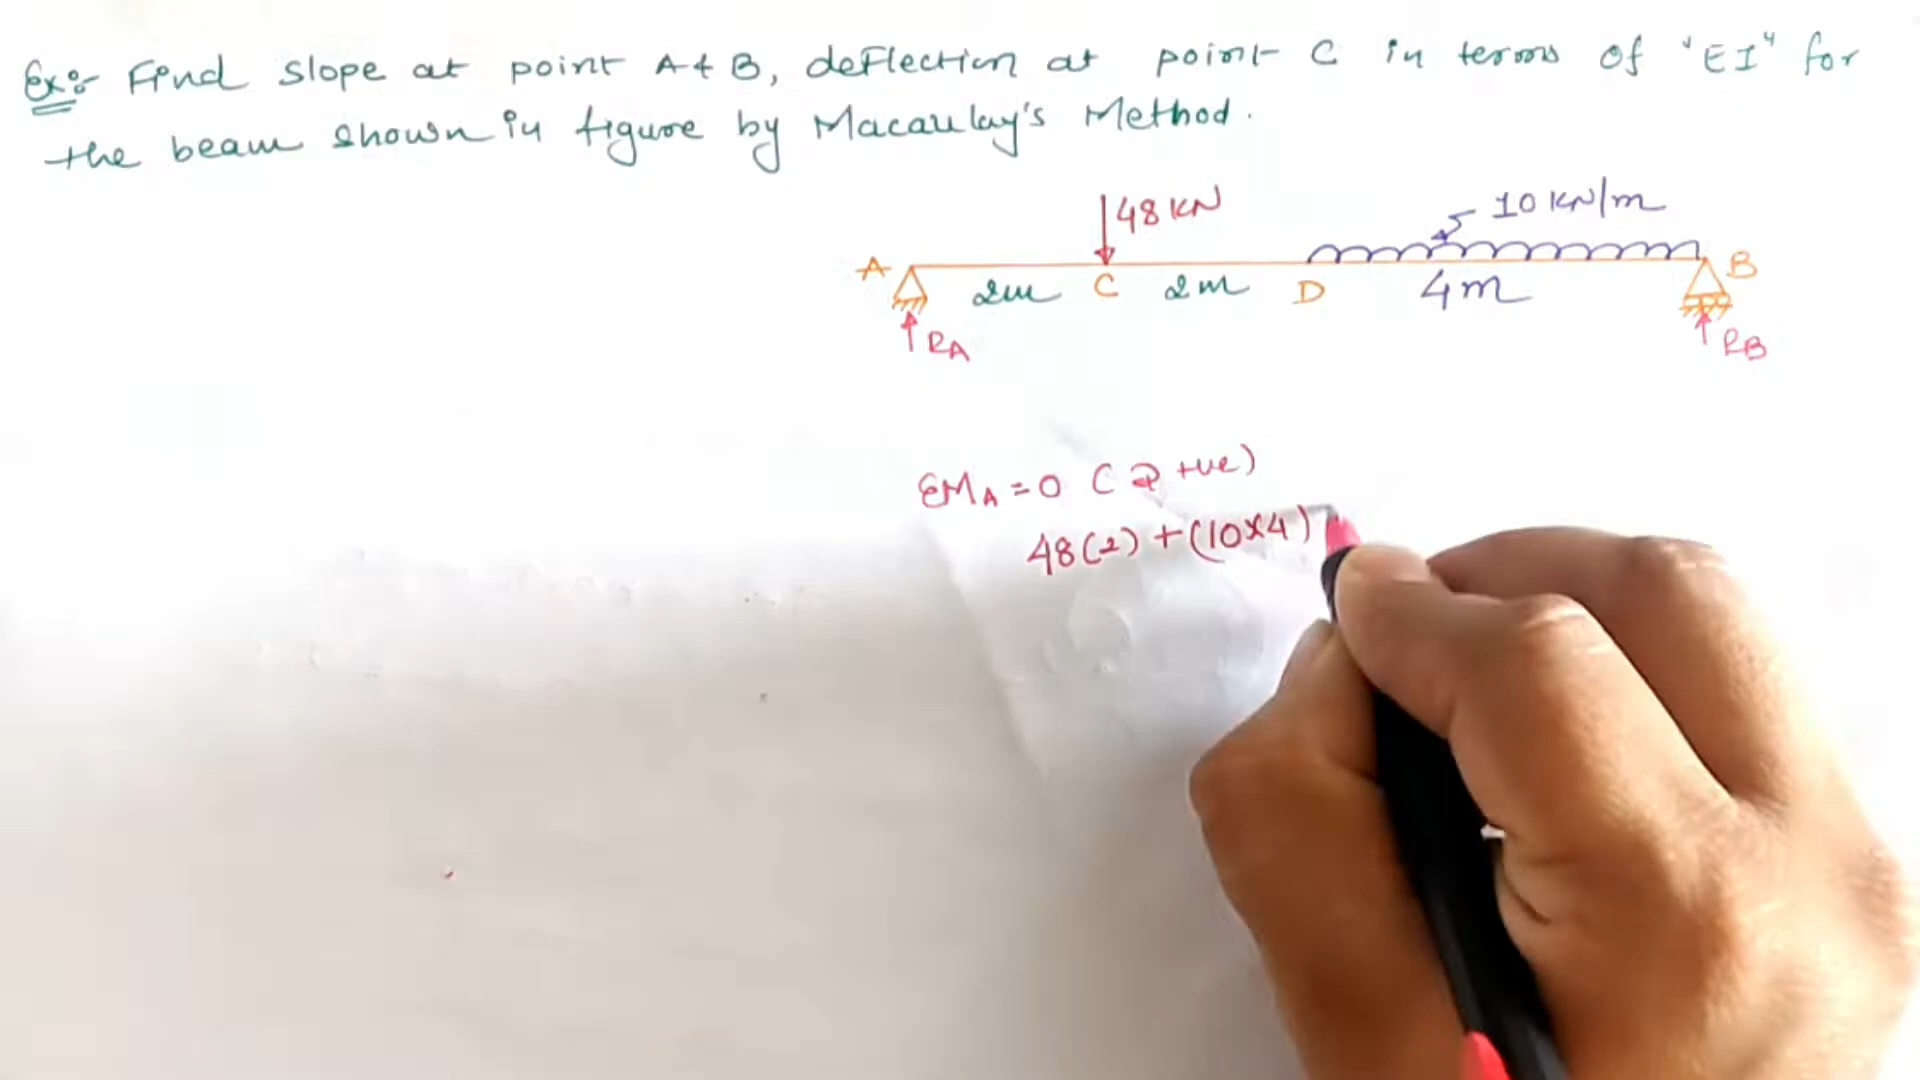 Ex:- Find slope at point A & B, deflection at point C in terms of "EI" for
the beam shown in figure by Macaulay's Method.
48 KN
10 KN/m
A 2m C 2m D 4m B
RA RB
ΣMA = 0 (⤵ +ve)
48(2) + (10×4)